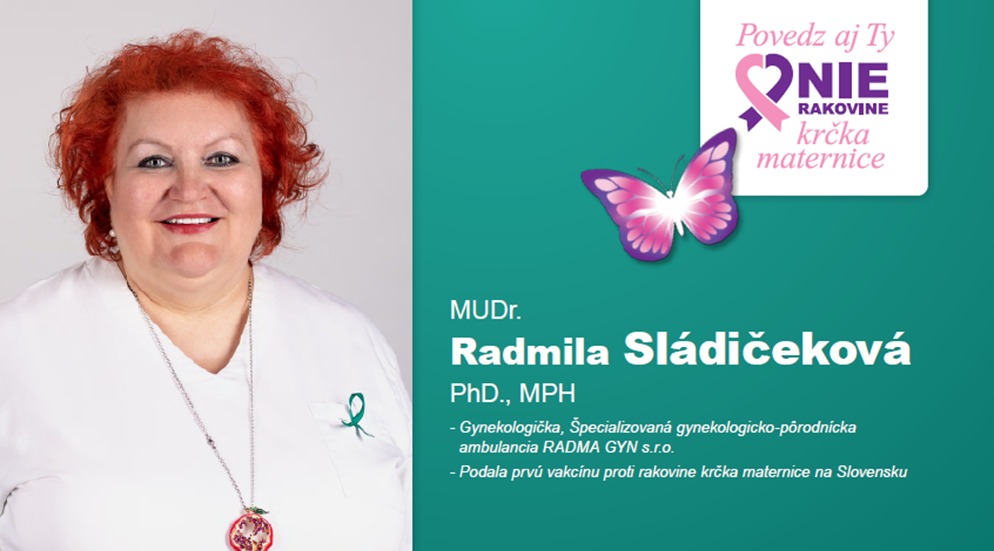 Povedz aj Ty
NIE
RAKOVINE
krčka
maternice
MUDr.
Radmila Sládičeková
PhD., MPH
- Gynekologička, Špecializovaná gynekologicko-pôrodnícka
ambulancia RADMA GYN s.r.o.
- Podala prvú vakcínu proti rakovine krčka maternice na Slovensku